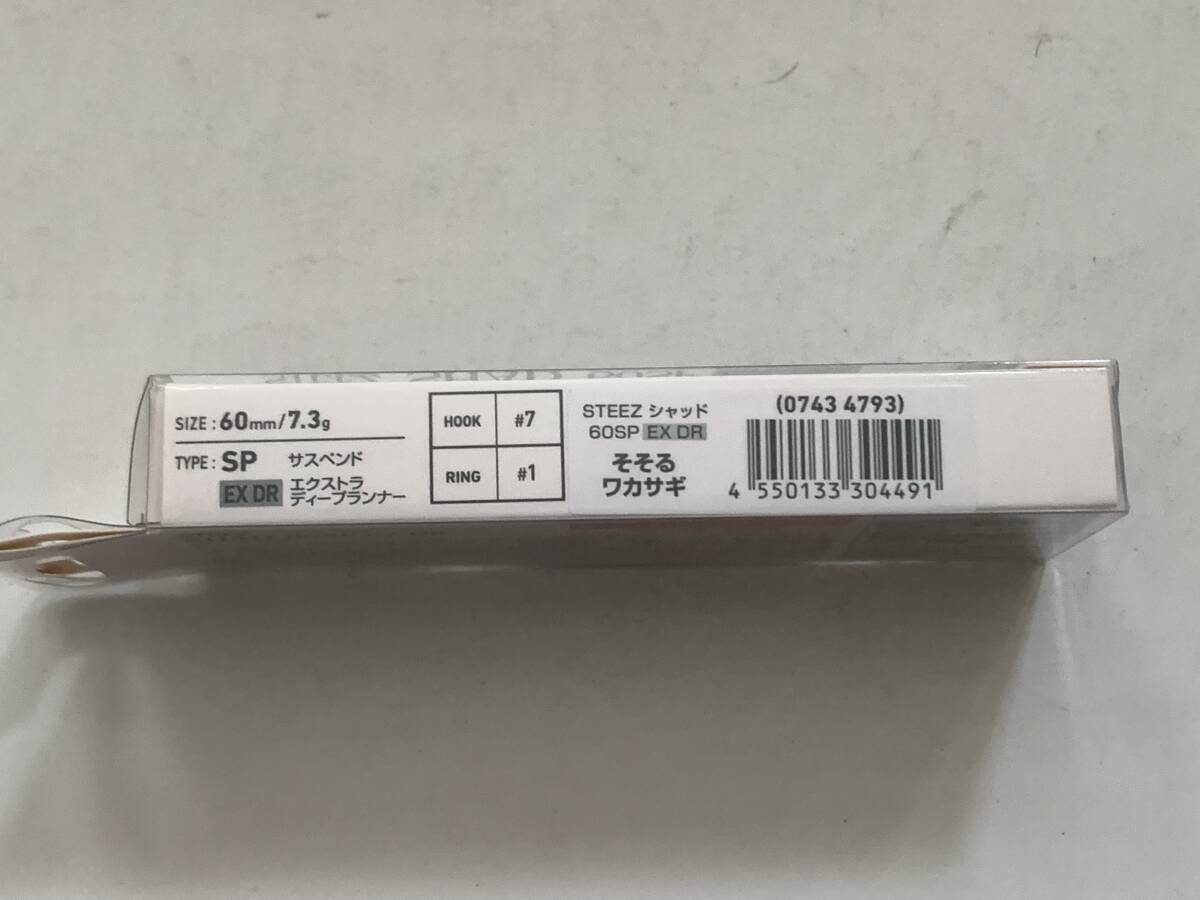 SIZE : 60mm/7.3g
TYPE : SP サスペンド
EX DR エクストラ
ディープランナー
HOOK #7
RING #1
STEEZ シャッド
60SP EX DR
そそる
ワカサギ
(0743 4793)
4 550133 304491